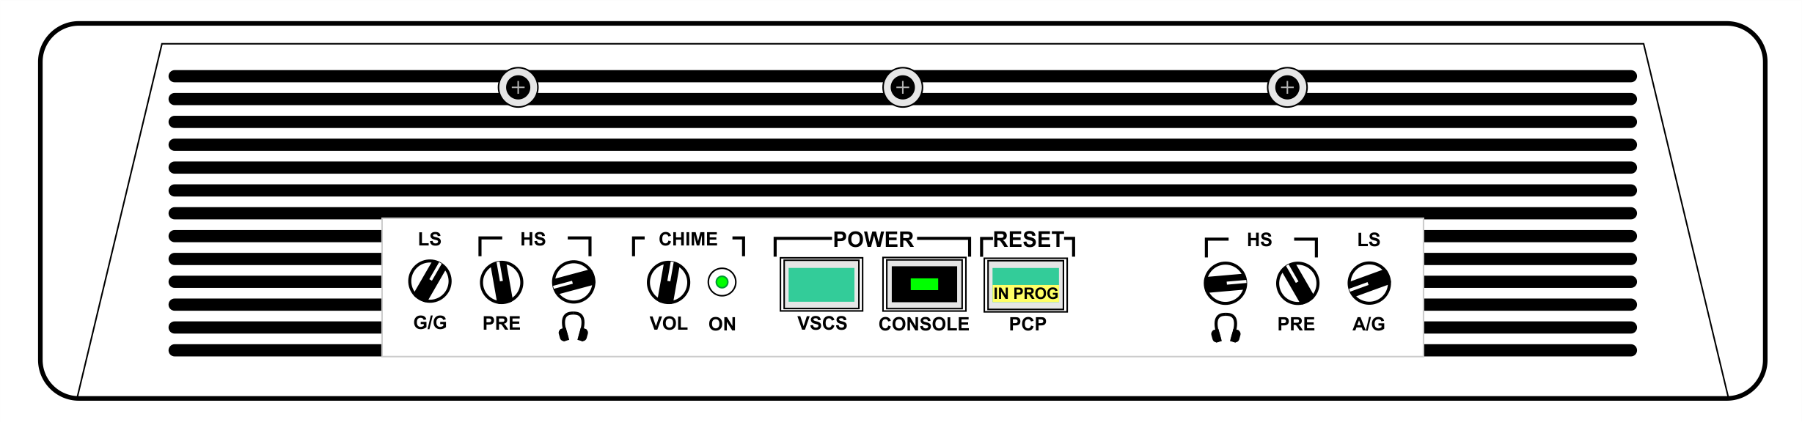 LS HS CHIME POWER RESET HS LS
IN PROG
G/G PRE VOL ON VSCS CONSOLE PCP PRE A/G